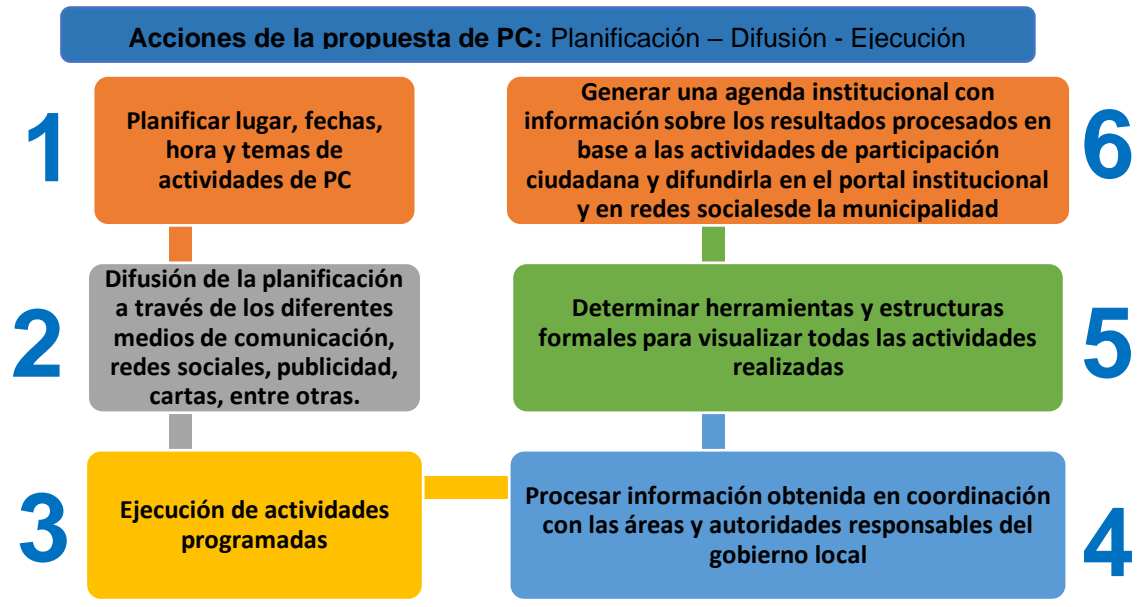 Acciones de la propuesta de PC: Planificación – Difusión - Ejecución
1
Planificar lugar, fechas,
hora y temas de
actividades de PC
2
Difusión de la planificación
a través de los diferentes
medios de comunicación,
redes sociales, publicidad,
cartas, entre otras.
3
Ejecución de actividades
programadas
4
Procesar información obtenida en coordinación
con las áreas y autoridades responsables del
gobierno local
5
Determinar herramientas y estructuras
formales para visualizar todas las actividades
realizadas
6
Generar una agenda institucional con
información sobre los resultados procesados en
base a las actividades de participación
ciudadana y difundirla en el portal institucional
y en redes socialesde la municipalidad